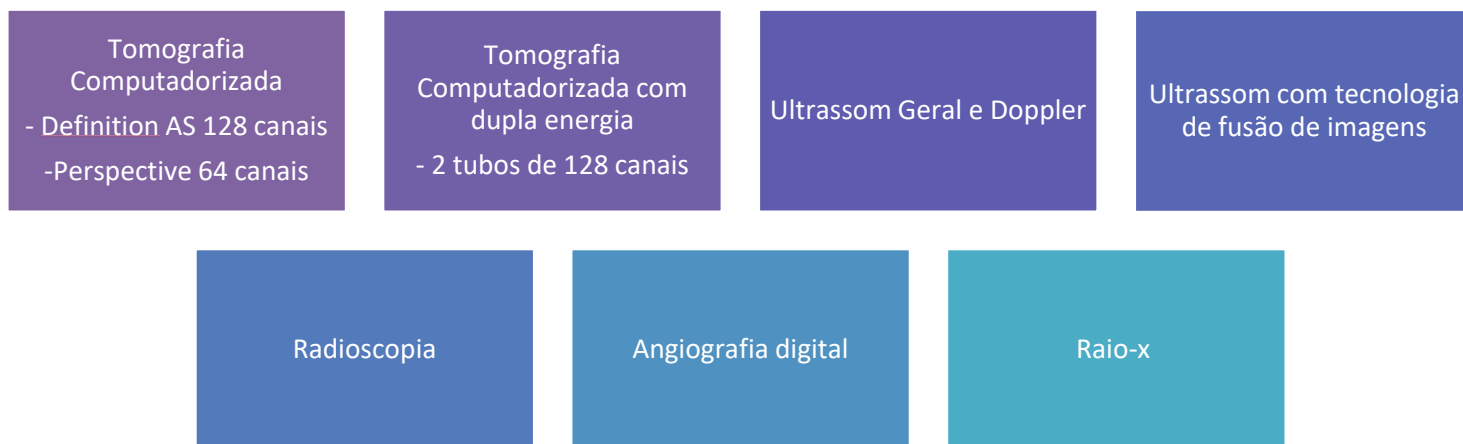 Tomografia
Computadorizada
- Definition AS 128 canais
-Perspective 64 canais
Tomografia
Computadorizada com
dupla energia
- 2 tubos de 128 canais
Ultrassom Geral e Doppler
Ultrassom com tecnologia
de fusão de imagens
Radioscopia
Angiografia digital
Raio-x